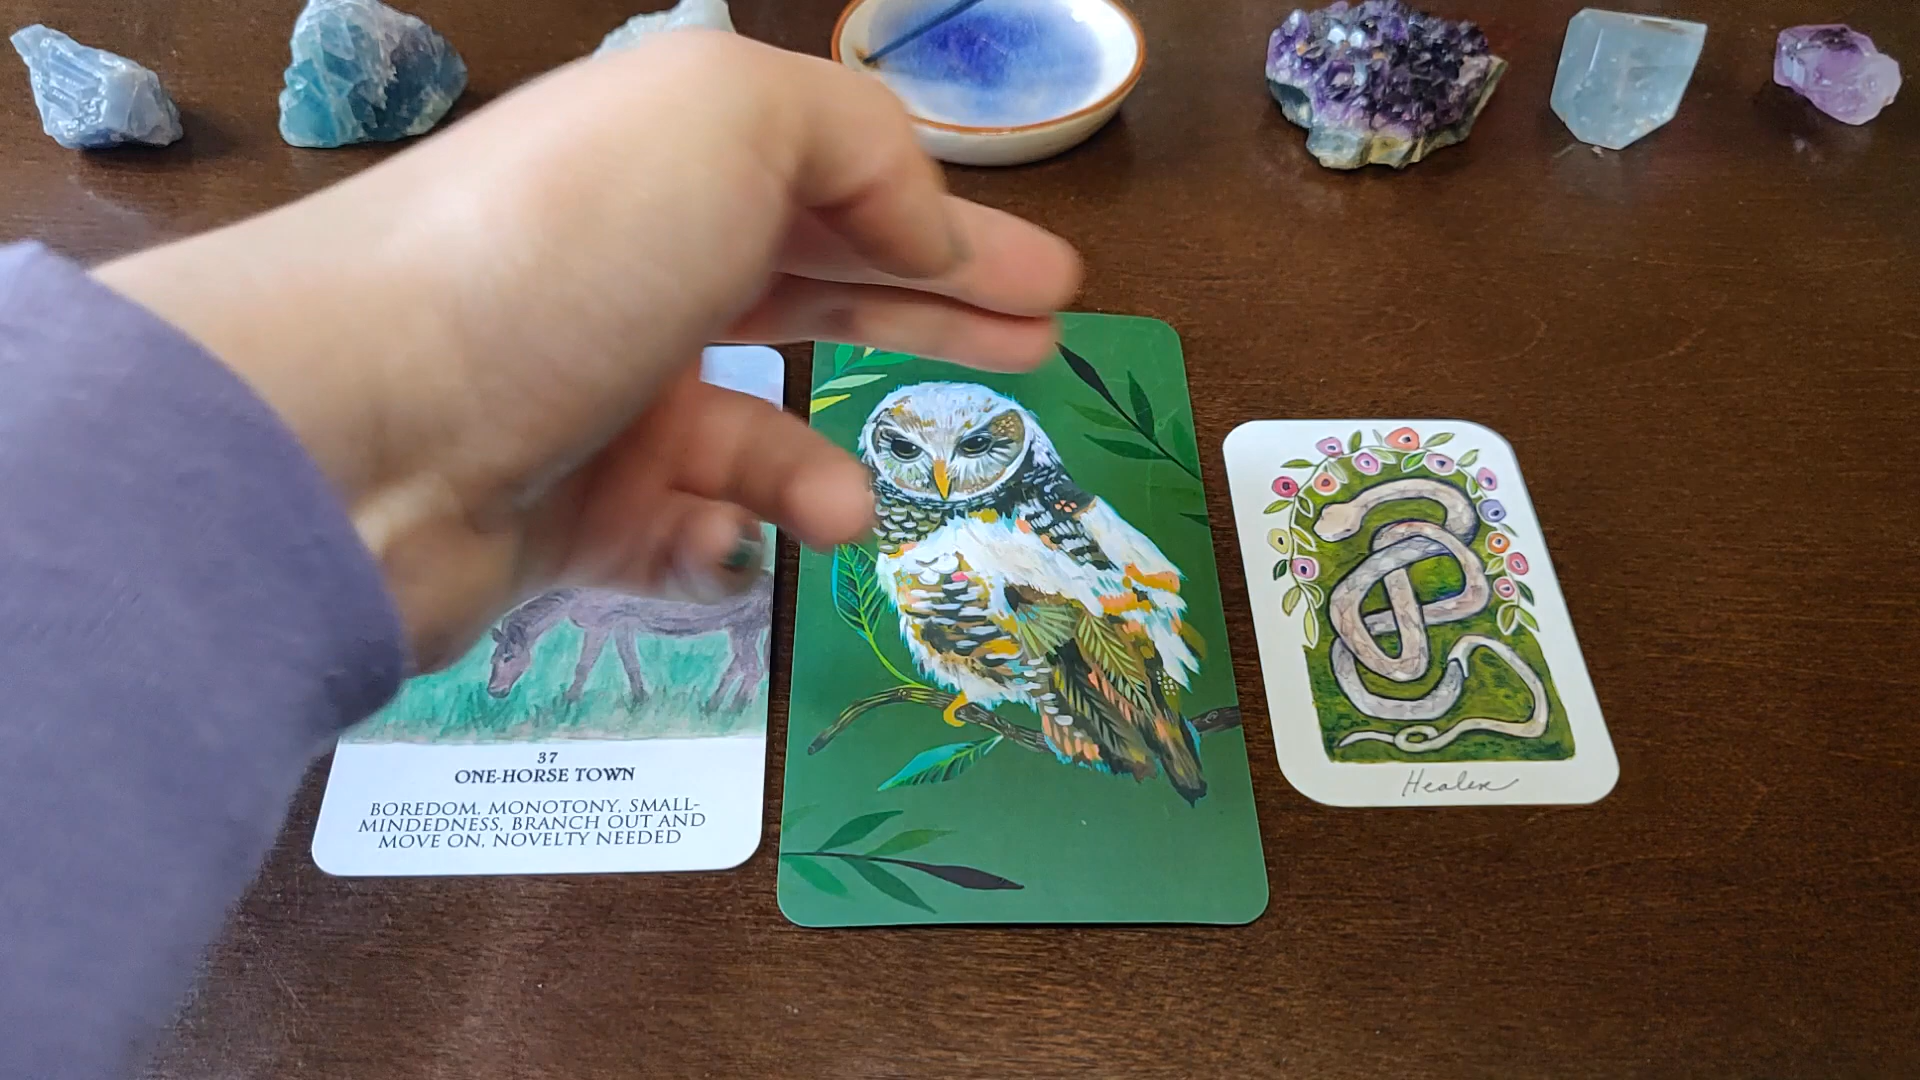 37
ONE-HORSE TOWN
BOREDOM, MONOTONY, SMALL-
MINDEDNESS, BRANCH OUT AND
MOVE ON, NOVELTY NEEDED
Healer